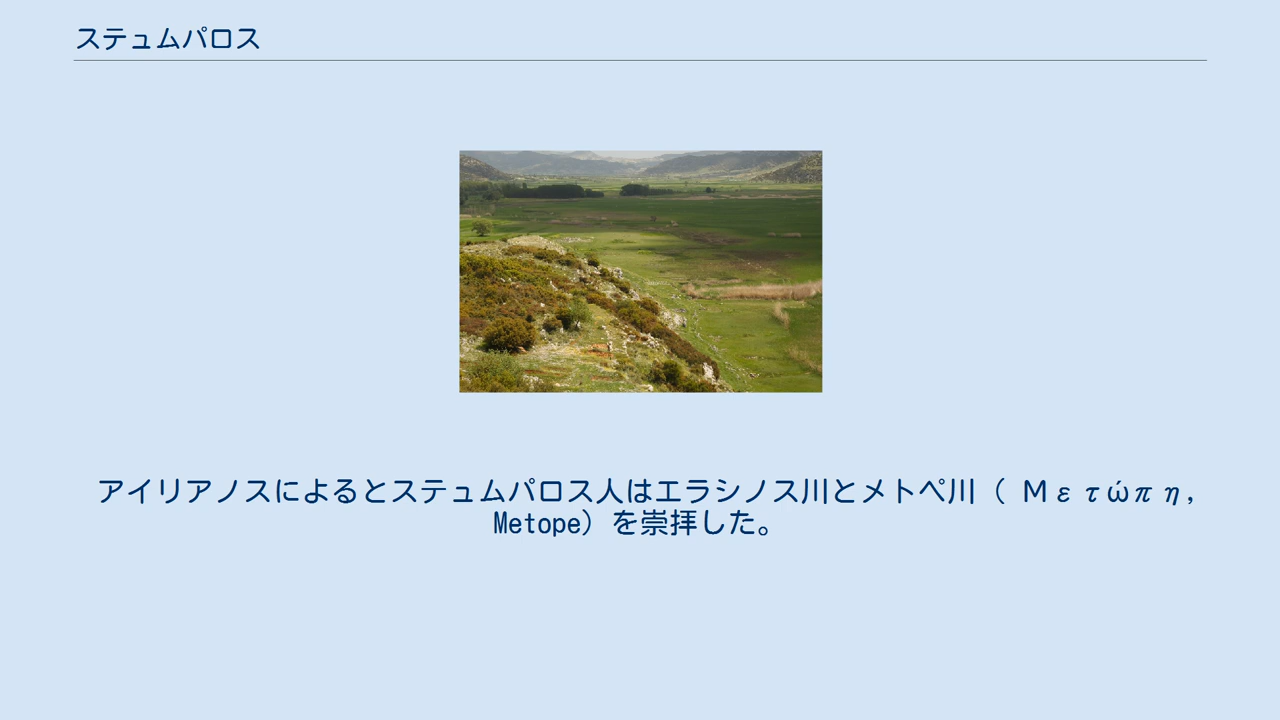 ステュムパロス
アイリアノスによるとステュムパロス人はエラシノス川とメトペ川（ Μετώπη,
Metope）を崇拝した。